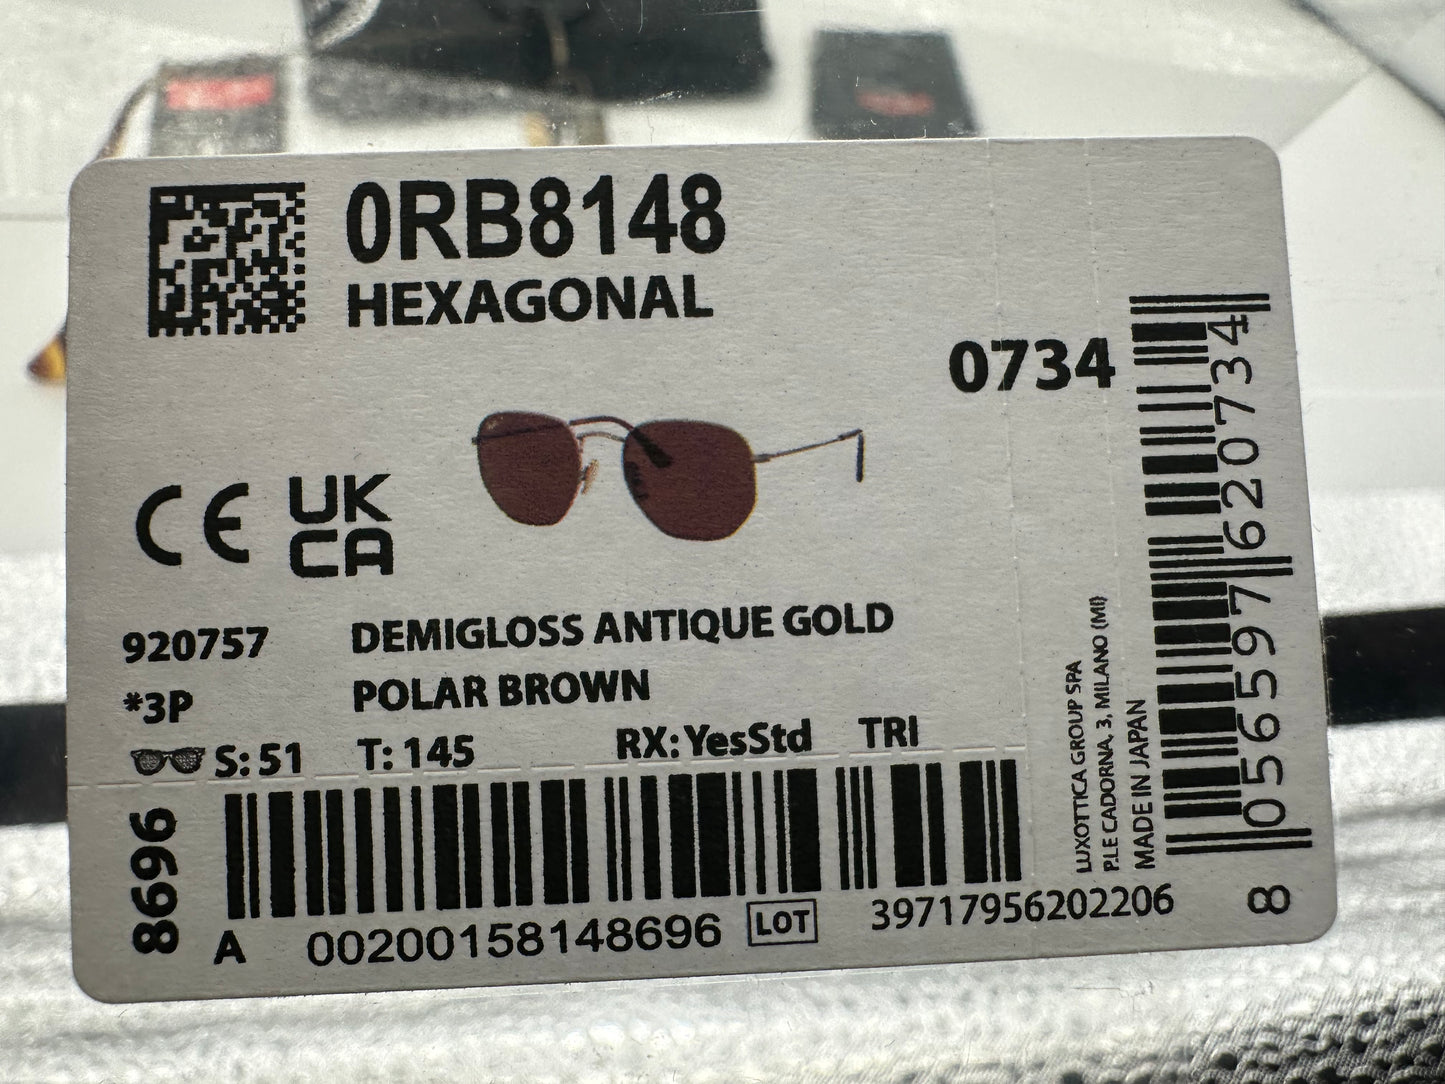 0RB8148
HEXAGONAL
0734
CE UK
CA
920757 DEMIGLOSS ANTIQUE GOLD
*3P POLAR BROWN
S: 51 T: 145 RX: YesStd TRI
8696
A 00200158148696 LOT 39717956202206
LUXOTTICA GROUP SPA
P.LE CADORNA, 3, MILANO (MI)
MADE IN JAPAN
8 056597 620734